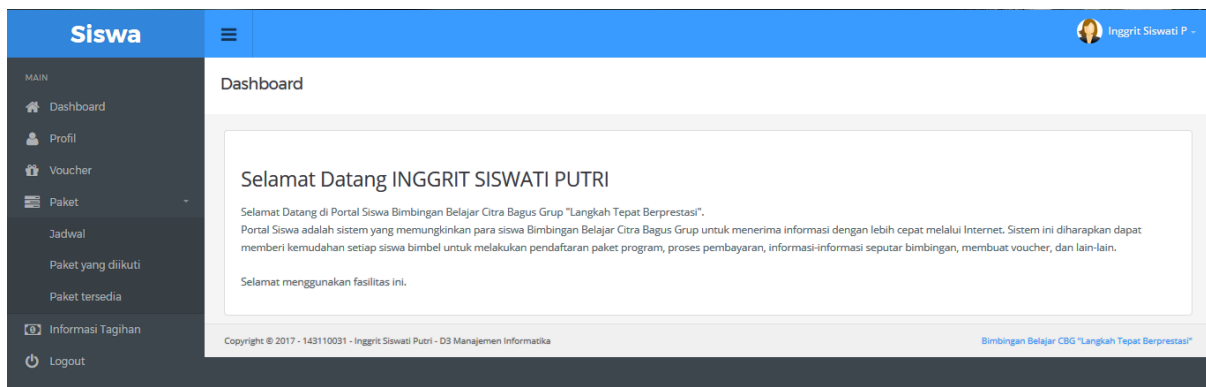 Siswa
Inggrit Siswati P
MAIN
Dashboard
Profil
Voucher
Paket
Jadwal
Paket yang diikuti
Paket tersedia
Informasi Tagihan
Logout
Dashboard
Selamat Datang INGGRIT SISWATI PUTRI
Selamat Datang di Portal Siswa Bimbingan Belajar Citra Bagus Grup "Langkah Tepat Berprestasi".
Portal Siswa adalah sistem yang memungkinkan para siswa Bimbingan Belajar Citra Bagus Grup untuk menerima informasi dengan lebih cepat melalui Internet. Sistem ini diharapkan dapat
memberi kemudahan setiap siswa bimbel untuk melakukan pendaftaran paket program, proses pembayaran, informasi-informasi seputar bimbingan, membuat voucher, dan lain-lain.
Selamat menggunakan fasilitas ini.
Copyright © 2017 - 143110031 - Inggrit Siswati Putri - D3 Manajemen Informatika
Bimbingan Belajar CBG "Langkah Tepat Berprestasi"